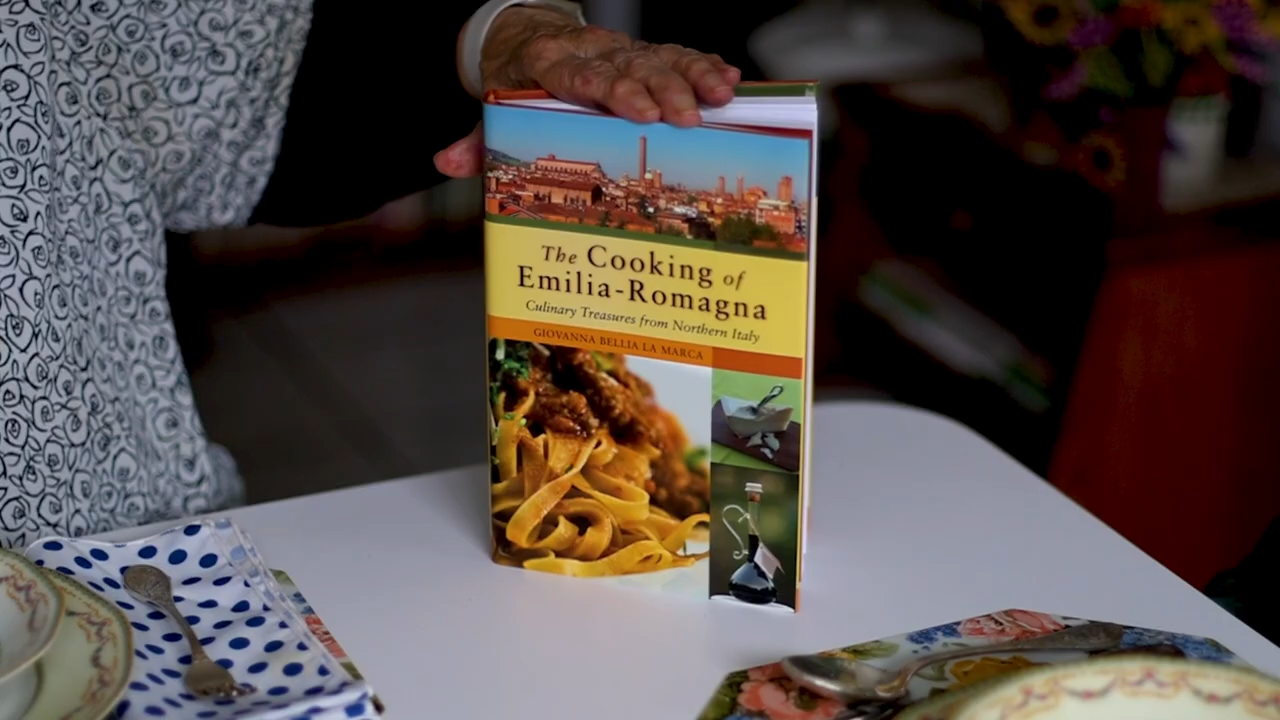 The Cooking of
Emilia-Romagna
Culinary Treasures from Northern Italy
GIOVANNA BELLIA LA MARCA